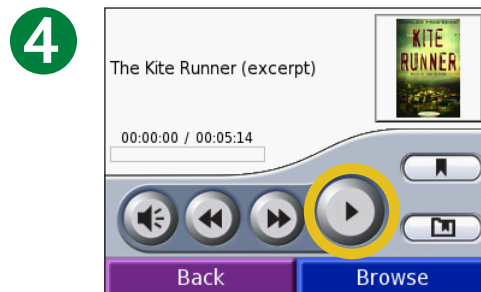 4
The Kite Runner (excerpt)
KITE
RUNNER
00:00:00 / 00:05:14
Back
Browse